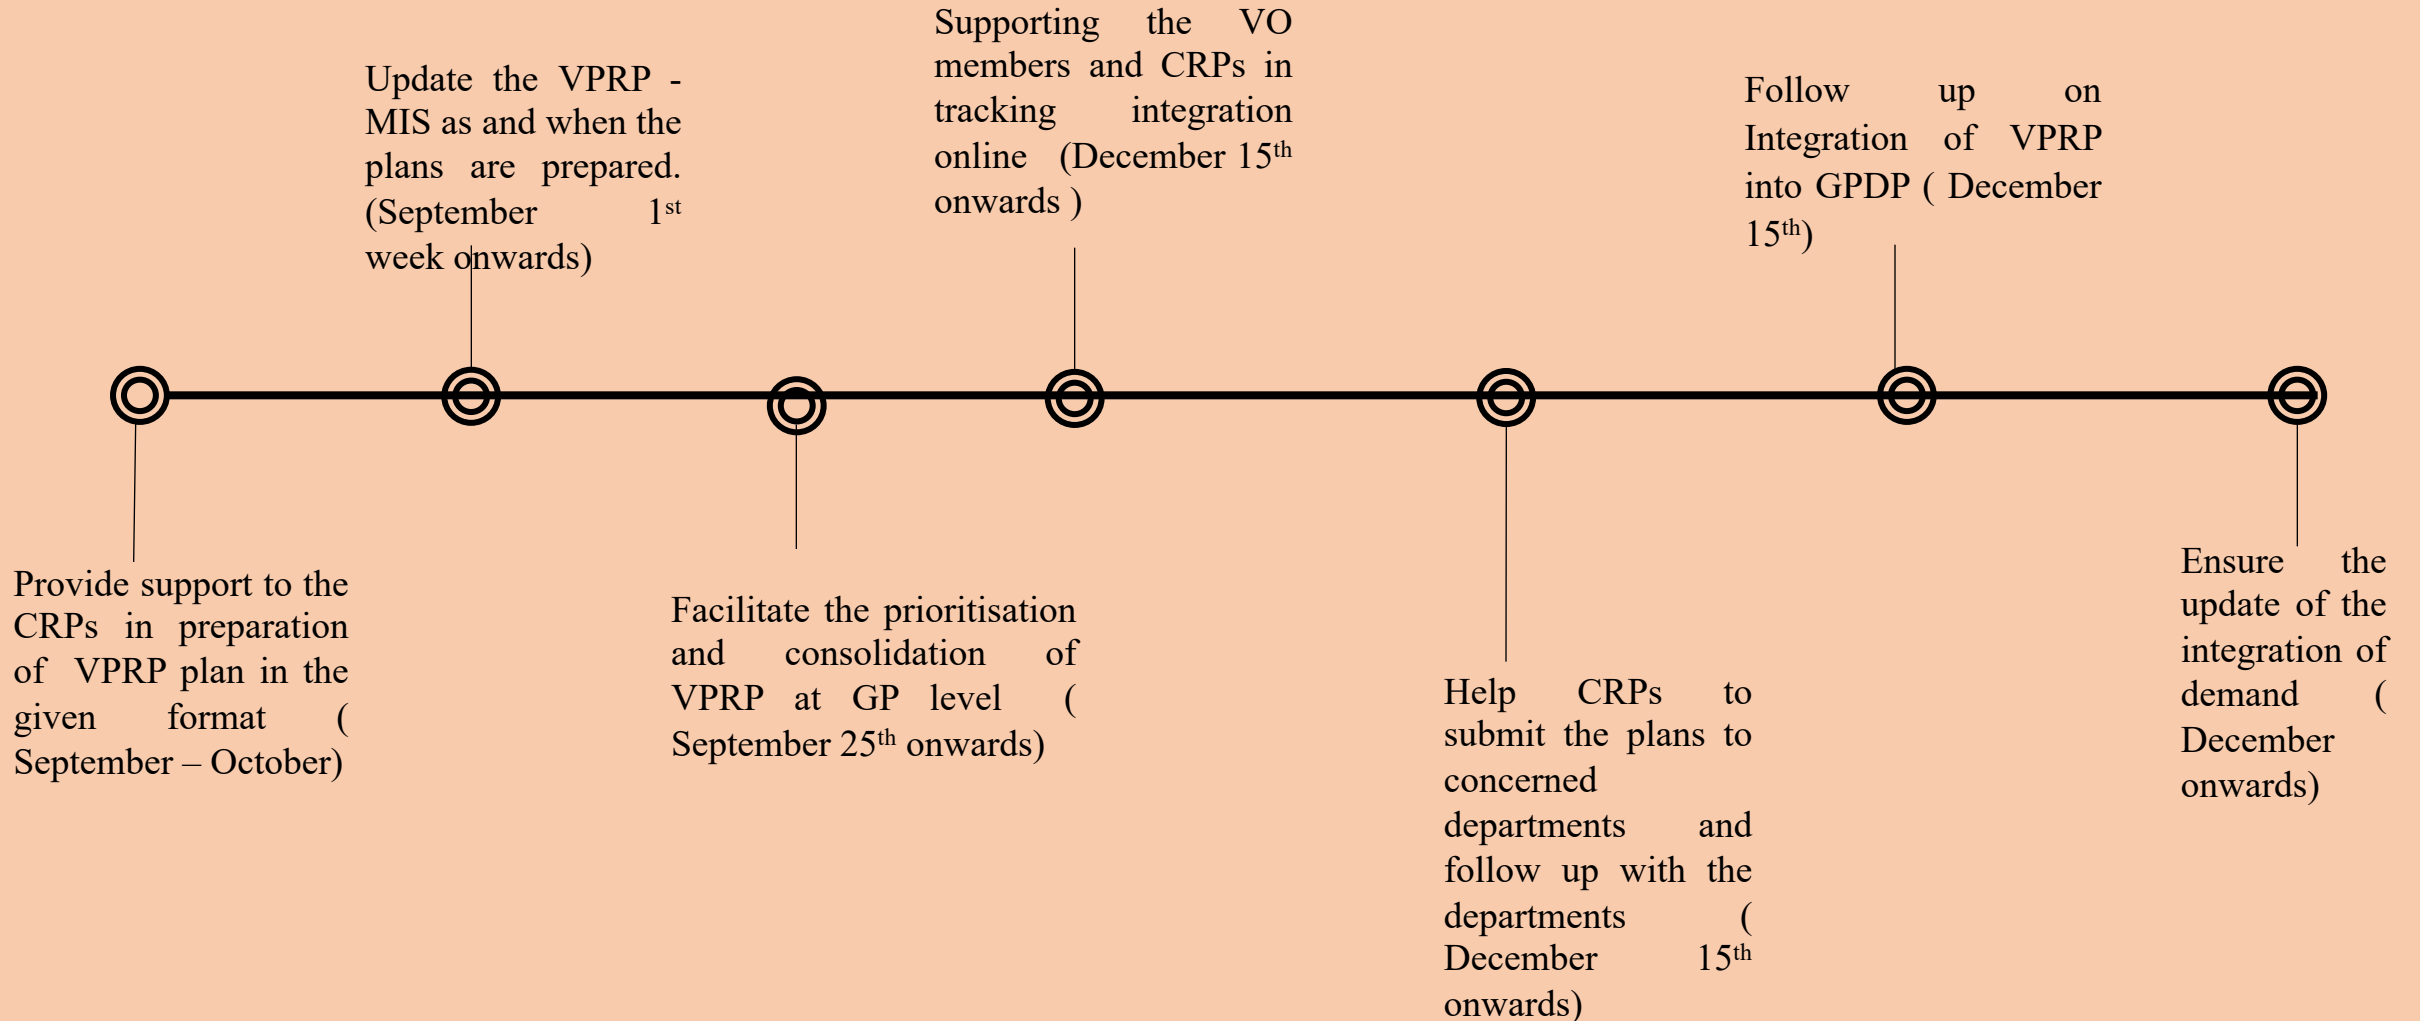 Provide support to the
CRPs in preparation
of VPRP plan in the
given format (
September – October)
Update the VPRP -
MIS as and when the
plans are prepared.
(September 1st
week onwards)
Facilitate the prioritisation
and consolidation of
VPRP at GP level (
September 25th onwards)
Supporting the VO
members and CRPs in
tracking integration
online (December 15th
onwards )
Help CRPs to
submit the plans to
concerned
departments and
follow up with the
departments (
December 15th
onwards)
Follow up on
Integration of VPRP
into GPDP ( December
15th)
Ensure the
update of the
integration of
demand (
December
onwards)